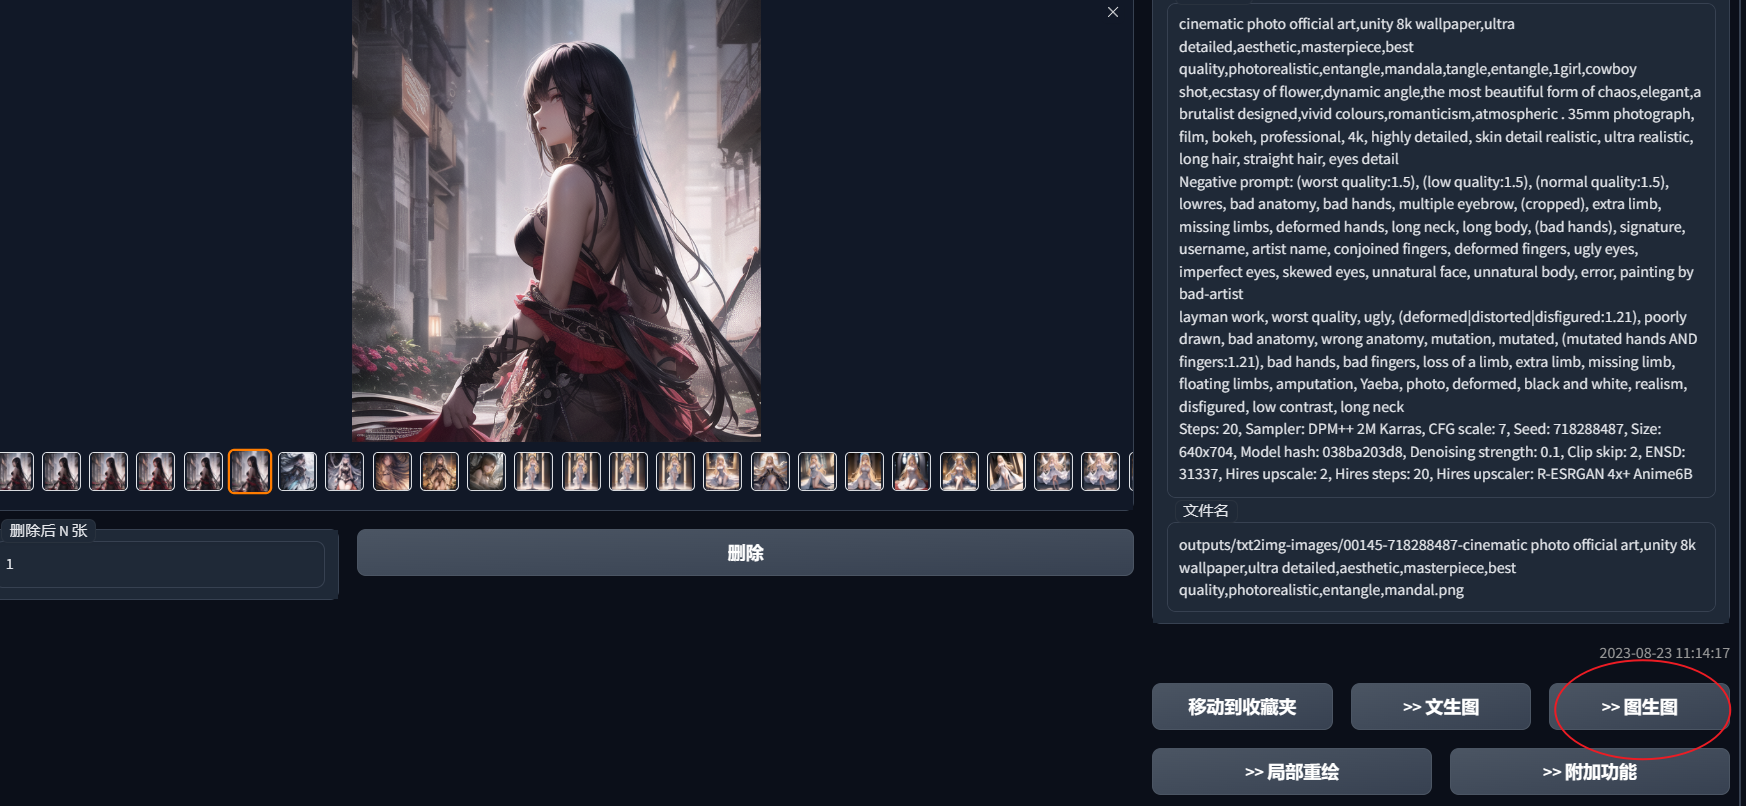 cinematic photo official art,unity 8k wallpaper,ultra
detailed,aesthetic,masterpiece,best
quality,photorealistic,entangle,mandala,tangle,entangle,1girl,cowboy
shot,ecstasy of flower,dynamic angle,the most beautiful form of chaos,elegant,a
brutalist designed,vivid colours,romanticism,atmospheric . 35mm photograph,
film, bokeh, professional, 4k, highly detailed, skin detail realistic, ultra realistic,
long hair, straight hair, eyes detail
Negative prompt: (worst quality:1.5), (low quality:1.5), (normal quality:1.5),
lowres, bad anatomy, bad hands, multiple eyebrow, (cropped), extra limb,
missing limbs, deformed hands, long neck, long body, (bad hands), signature,
username, artist name, conjoined fingers, deformed fingers, ugly eyes,
imperfect eyes, skewed eyes, unnatural face, unnatural body, error, painting by
bad-artist
layman work, worst quality, ugly, (deformed|distorted|disfigured:1.21), poorly
drawn, bad anatomy, wrong anatomy, mutation, mutated, (mutated hands AND
fingers:1.21), bad hands, bad fingers, loss of a limb, extra limb, missing limb,
floating limbs, amputation, Yaeba, photo, deformed, black and white, realism,
disfigured, low contrast, long neck
Steps: 20, Sampler: DPM++ 2M Karras, CFG scale: 7, Seed: 718288487, Size:
640x704, Model hash: 038ba203d8, Denoising strength: 0.1, Clip skip: 2, ENSD:
31337, Hires upscale: 2, Hires steps: 20, Hires upscaler: R-ESRGAN 4x+ Anime6B
文件名
outputs/txt2img-images/00145-718288487-cinematic photo official art,unity 8k
wallpaper,ultra detailed,aesthetic,masterpiece,best
quality,photorealistic,entangle,mandal.png
删除后 N 张
1
删除
2023-08-23 11:14:17
移动到收藏夹
>> 文生图
>> 图生图
>> 局部重绘
>> 附加功能